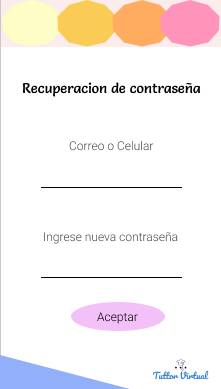 Recuperacion de contraseña
Correo o Celular
Ingrese nueva contraseña
Aceptar
Tuttor Virtual